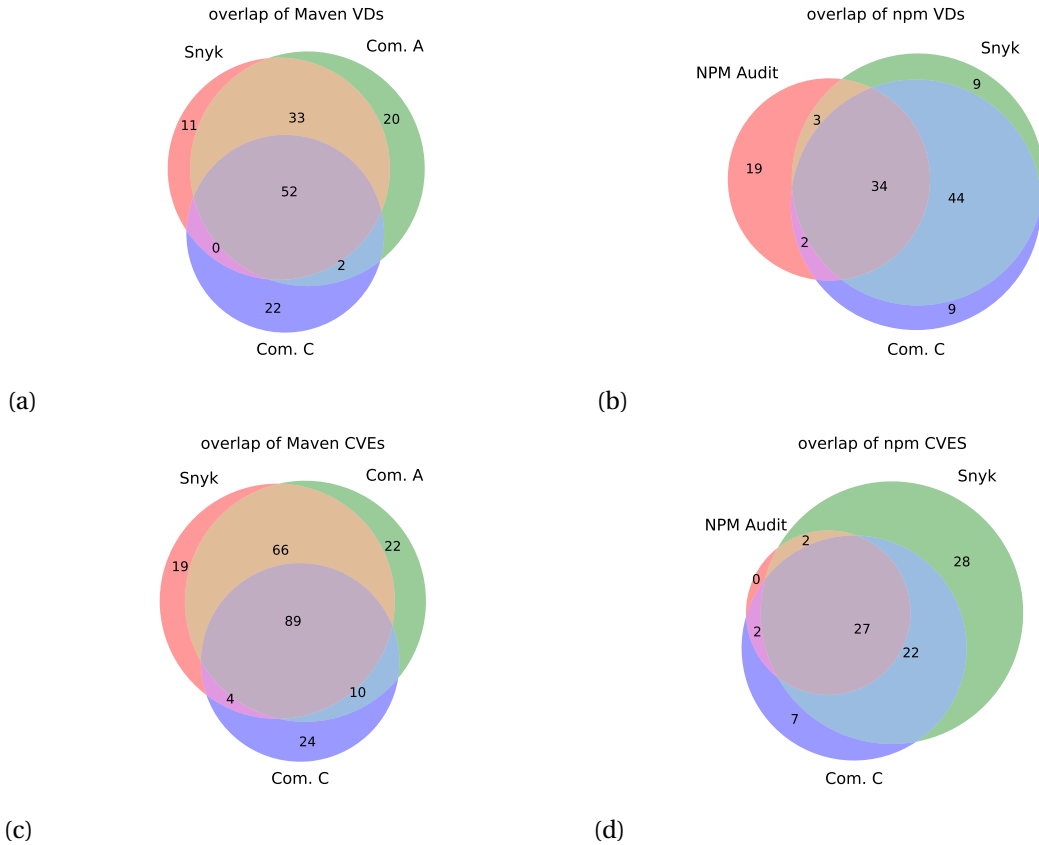 overlap of Maven VDs
Snyk
Com. A
11
33
20
52
0
2
22
Com. C
(a)
overlap of npm VDs
Snyk
NPM Audit
9
3
19
34
44
2
9
Com. C
(b)
overlap of Maven CVEs
Snyk
Com. A
66
22
19
89
4
10
24
Com. C
(c)
overlap of npm CVES
Snyk
NPM Audit
2
28
0
27
2
22
7
Com. C
(d)